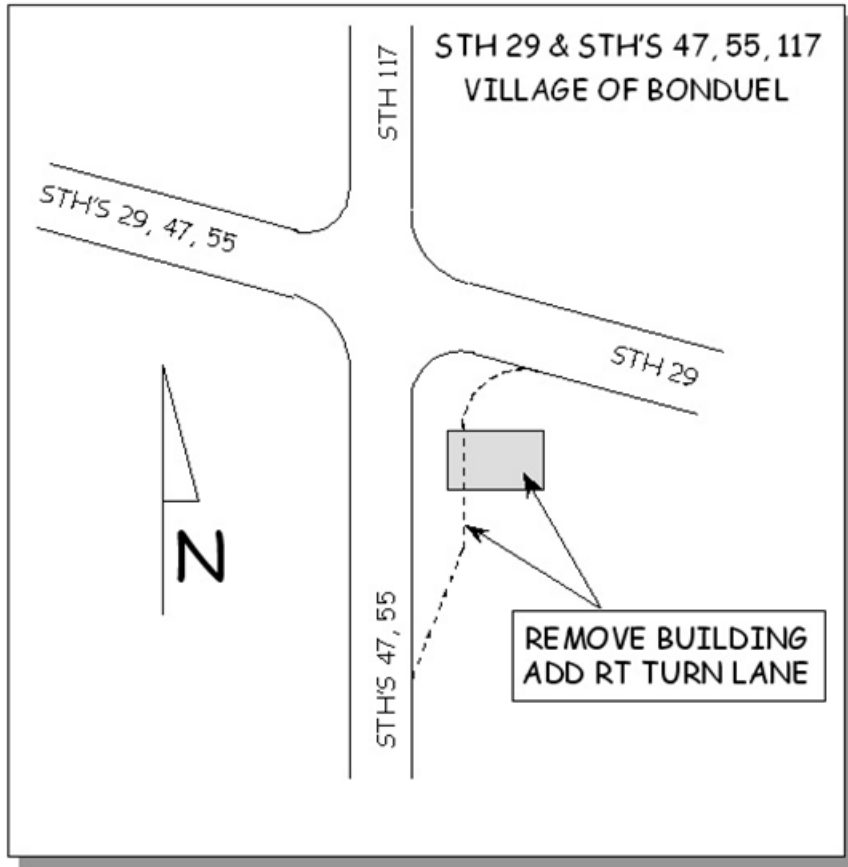 STH 29 & STH'S 47, 55, 117
VILLAGE OF BONDUEL
STH 117
STH'S 29, 47, 55
STH 29
N
STH'S 47, 55
REMOVE BUILDING
ADD RT TURN LANE